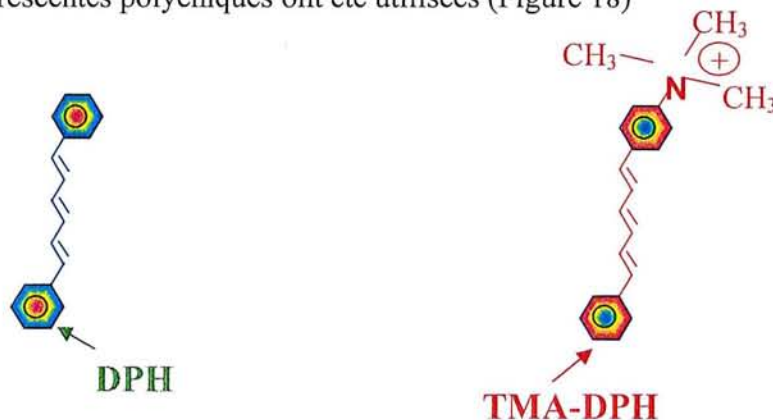 rescentes polyéniques ont été utilisées (Figure 18)
CH3
CH3
+
N
CH3
DPH
TMA-DPH